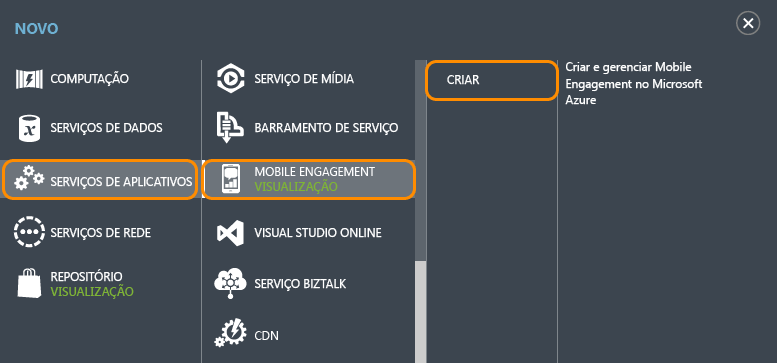 NOVO
COMPUTAÇÃO
SERVIÇOS DE DADOS
SERVIÇOS DE APLICATIVOS
SERVIÇOS DE REDE
REPOSITÓRIO
VISUALIZAÇÃO
SERVIÇO DE MÍDIA
BARRAMENTO DE SERVIÇO
MOBILE ENGAGEMENT
VISUALIZAÇÃO
VISUAL STUDIO ONLINE
SERVIÇO BIZTALK
CDN
CRIAR
Criar e gerenciar Mobile
Engagement no Microsoft
Azure